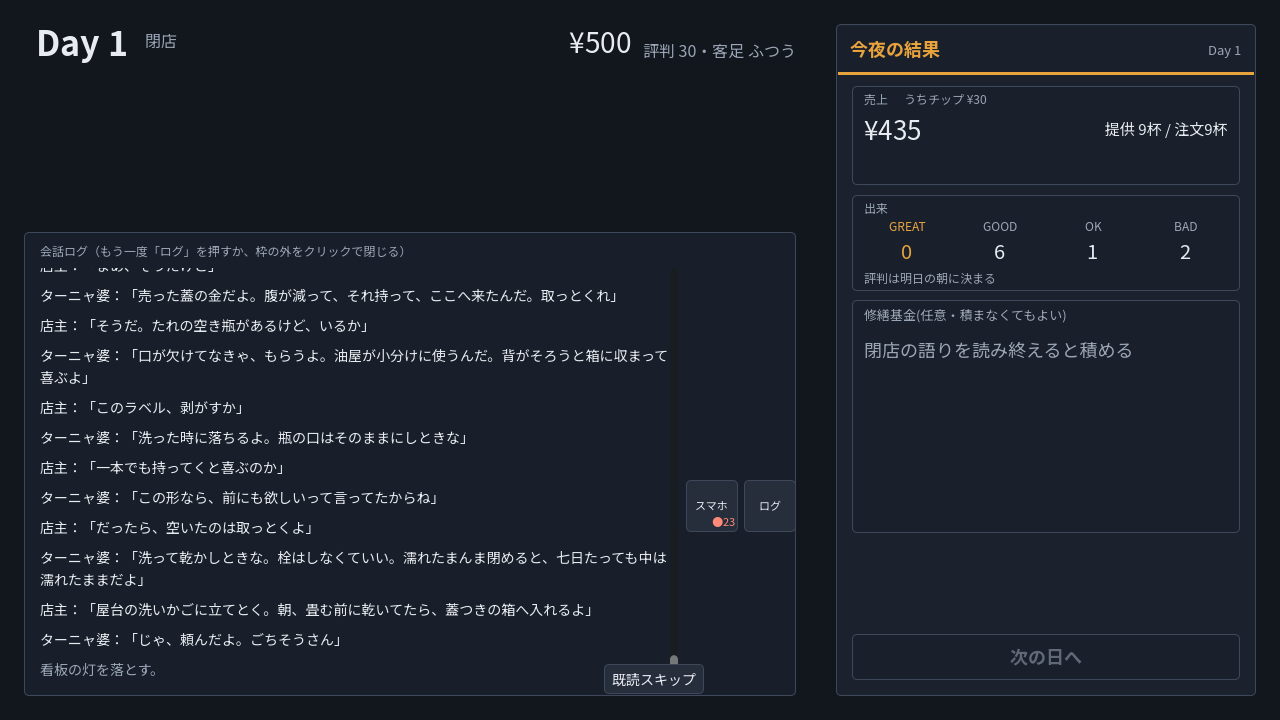 Day 1 閉店
¥500 評判 30・客足 ふつう
会話ログ（もう一度「ログ」を押すか、枠の外をクリックで閉じる）
ターニャ婆：「売った蓋の金だよ。腹が減って、それ持って、ここへ来たんだ。取っとくれ」
店主：「そうだ。たれの空き瓶があるけど、いるか」
ターニャ婆：「口が欠けてなきゃ、もらうよ。油屋が小分けに使うんだ。背がそろうと箱に収まって
喜ぶよ」
店主：「このラベル、剥がすか」
ターニャ婆：「洗った時に落ちるよ。瓶の口はそのままにしときな」
店主：「一本でも持ってくと喜ぶのか」
ターニャ婆：「この形なら、前にも欲しいって言ってたからね」
店主：「だったら、空いたのは取っとくよ」
ターニャ婆：「洗って乾かしときな。栓はしなくていい。濡れたまんま閉めると、七日たっても中は
濡れたままだよ」
店主：「屋台の洗いかごに立てとく。朝、畳む前に乾いてたら、蓋つきの箱へ入れるよ」
ターニャ婆：「じゃ、頼んだよ。ごちそうさん」
看板の灯を落とす。
スマホ
23
ログ
既読スキップ
今夜の結果 Day 1
売上 うちチップ ¥30
¥435 提供 9杯 / 注文9杯
出来
GREAT GOOD OK BAD
0 6 1 2
評判は明日の朝に決まる
修繕基金(任意・積まなくてもよい)
閉店の語りを読み終えると積める
次の日へ